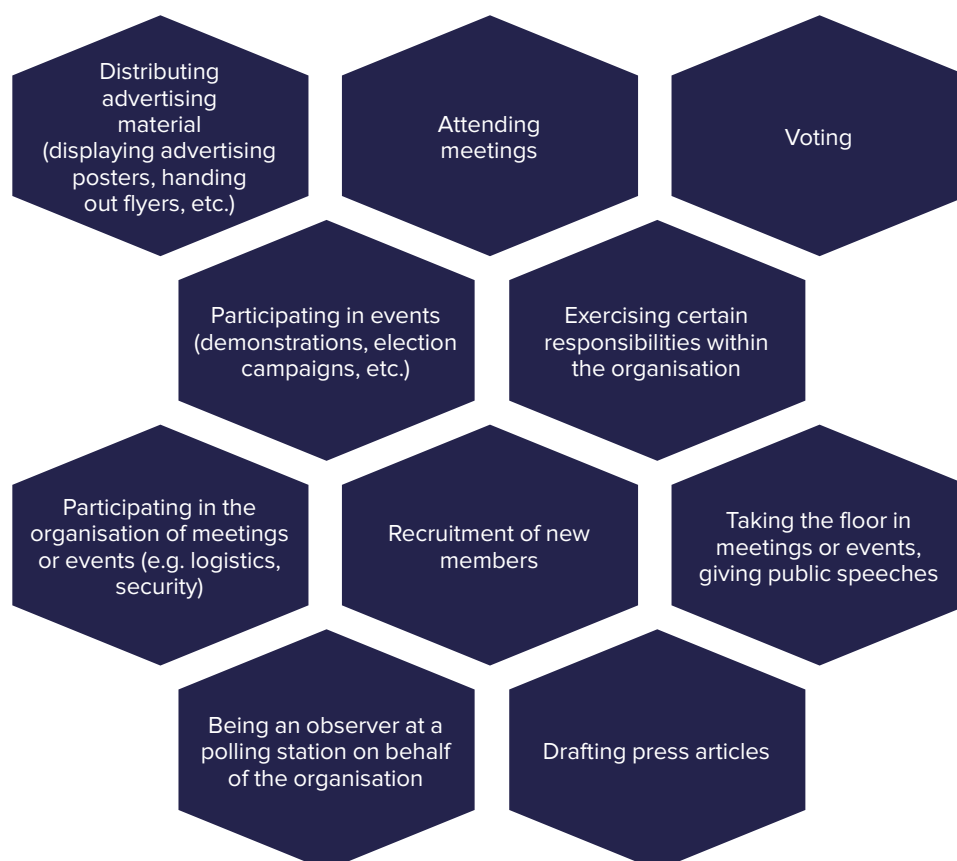 Distributing
advertising
material
(displaying advertising
posters, handing
out flyers, etc.)
Attending
meetings
Voting
Participating in events
(demonstrations, election
campaigns, etc.)
Exercising certain
responsibilities within
the organisation
Participating in the
organisation of meetings
or events (e.g. logistics,
security)
Recruitment of new
members
Taking the floor in
meetings or events,
giving public speeches
Being an observer at a
polling station on behalf
of the organisation
Drafting press articles